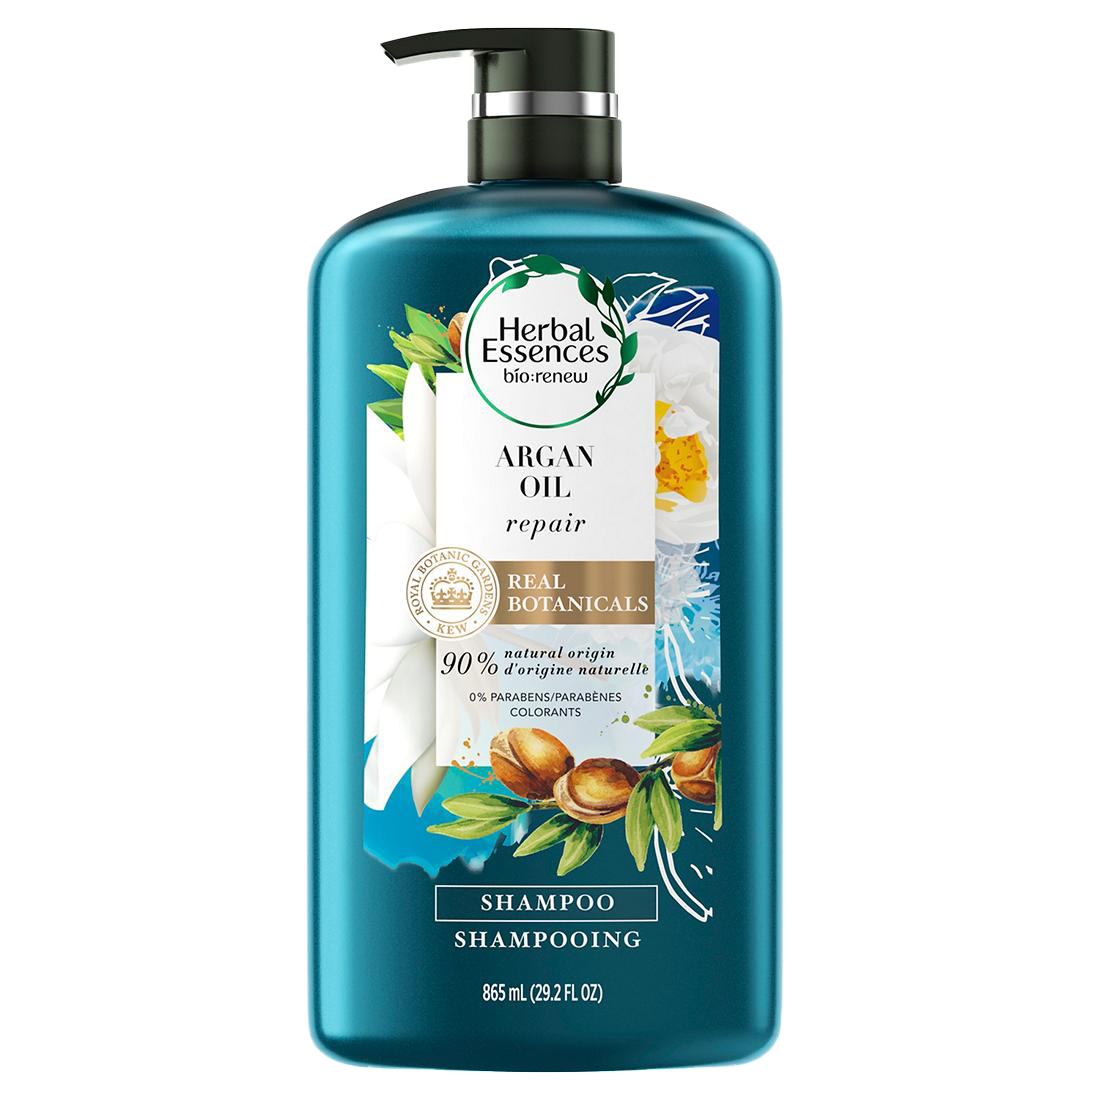 Herbal
Essences
bío:renew
ARGAN
OIL
repair
ROYAL BOTANIC GARDENS
• KEW •
REAL
BOTANICALS
90% natural origin
d'origine naturelle
0% PARABENS/PARABÈNES
COLORANTS
SHAMPOO
SHAMPOOING
865 mL (29.2 FL OZ)